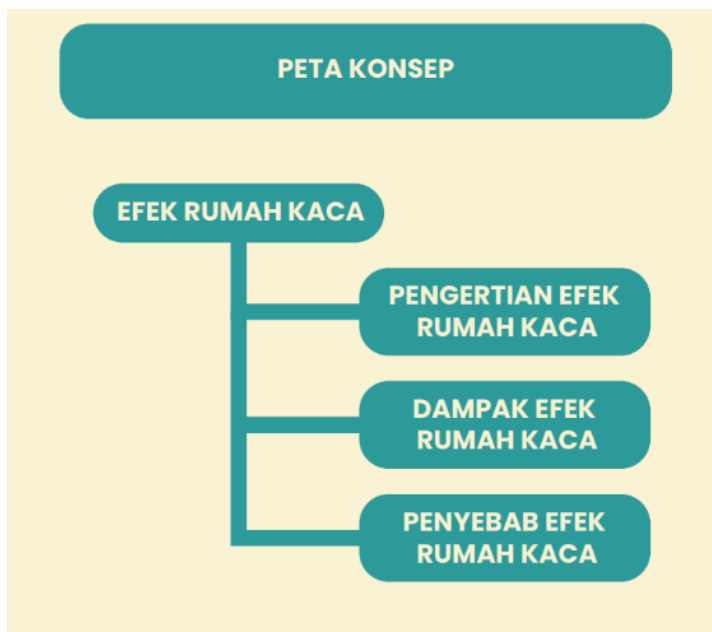 PETA KONSEP
EFEK RUMAH KACA
PENGERTIAN EFEK
RUMAH KACA
DAMPAK EFEK
RUMAH KACA
PENYEBAB EFEK
RUMAH KACA